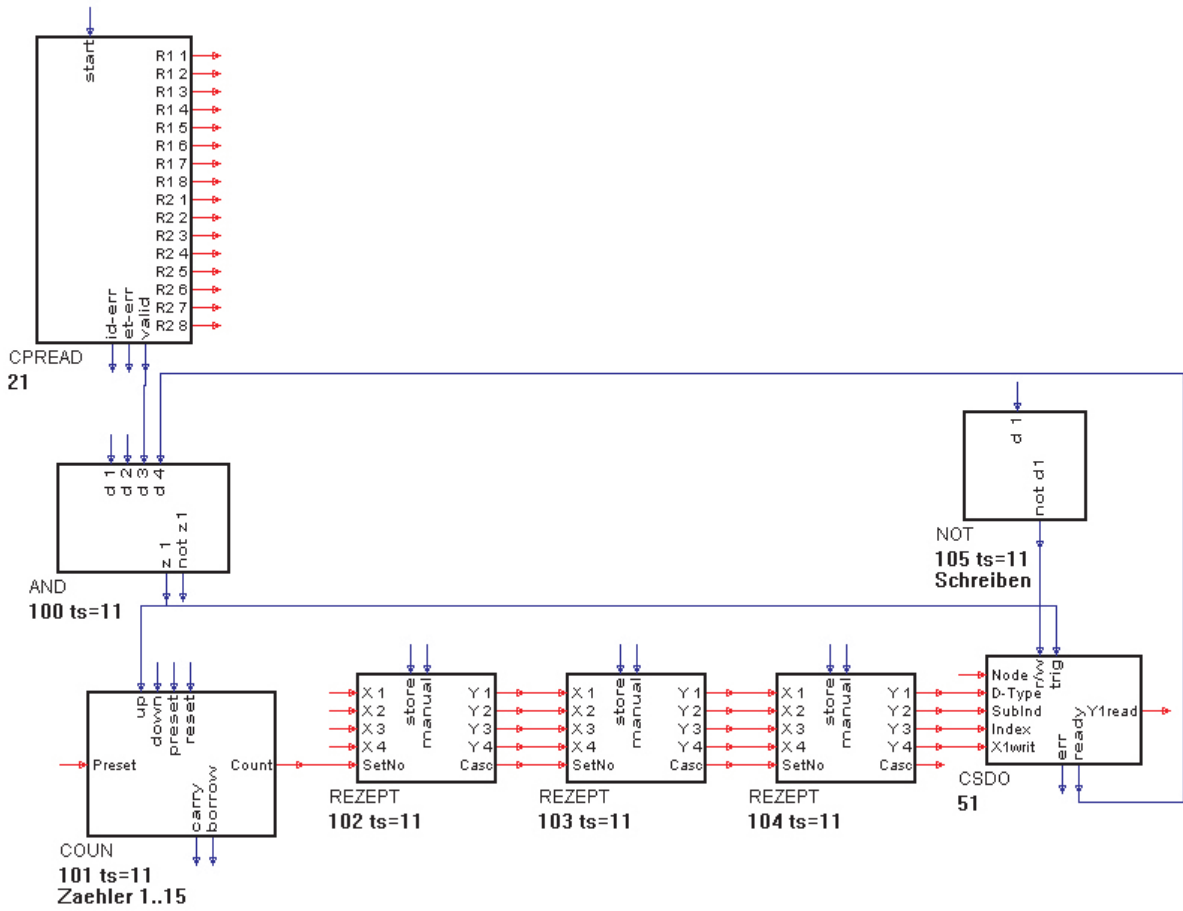 start
R1 1
R1 2
R1 3
R1 4
R1 5
R1 6
R1 7
R1 8
R2 1
R2 2
R2 3
R2 4
R2 5
R2 6
R2 7
R2 8
id-err
et-err
valid
CPREAD
21
d 1
d 2
d 3
d 4
z 1
not z1
AND
100 ts=11
d 1
not d1
NOT
105 ts=11
Schreiben
up
down
preset
reset
Preset
Count
carry
borrow
COUN
101 ts=11
Zaehler 1..15
store
manual
X 1
X 2
X 3
X 4
SetNo
Y 1
Y 2
Y 3
Y 4
Casc
REZEPT
102 ts=11
store
manual
X 1
X 2
X 3
X 4
SetNo
Y 1
Y 2
Y 3
Y 4
Casc
REZEPT
103 ts=11
store
manual
X 1
X 2
X 3
X 4
SetNo
Y 1
Y 2
Y 3
Y 4
Casc
REZEPT
104 ts=11
r/w
trig
Node
D-Type
SubInd
Index
X1writ
Y1read
err
ready
CSDO
51